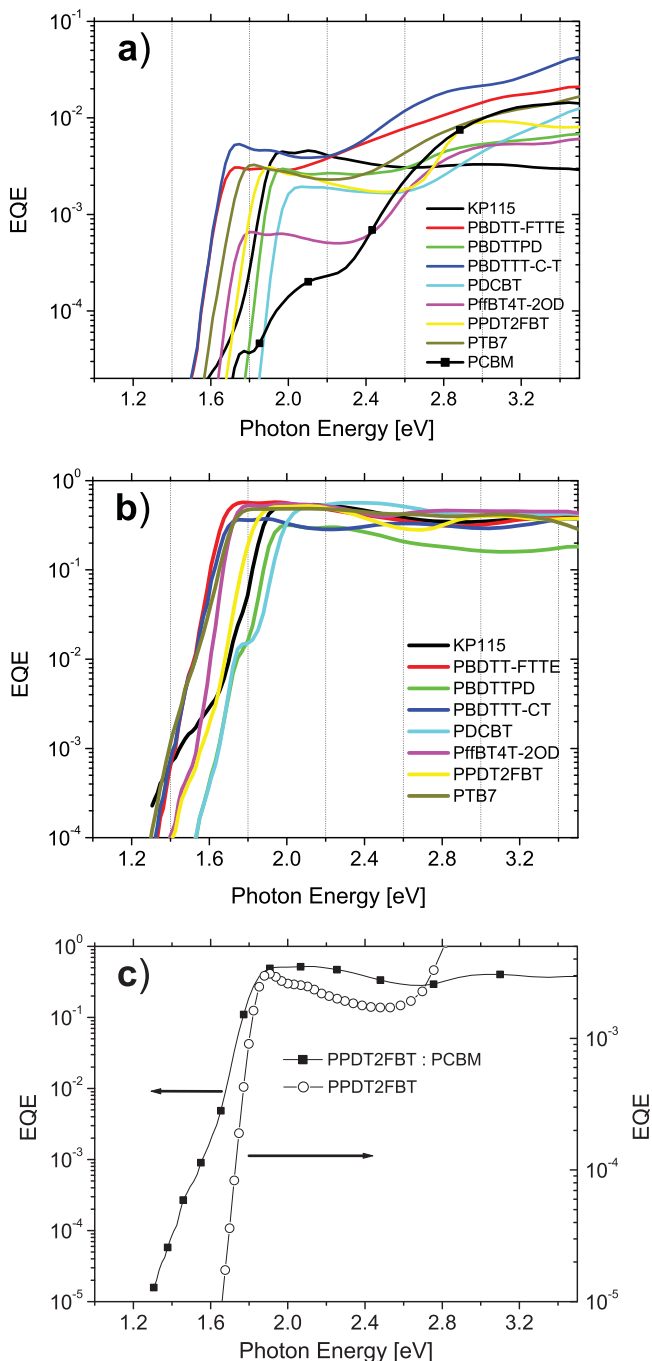 a)
10⁻¹
10⁻²
10⁻³
10⁻⁴
EQE
KP115
PBDTT-FTTE
PBDTTPD
PBDTTT-C-T
PDCBT
PffBT4T-2OD
PPDT2FBT
PTB7
PCBM
1.2 1.6 2.0 2.4 2.8 3.2
Photon Energy [eV]
b)
10⁰
10⁻¹
10⁻²
10⁻³
10⁻⁴
EQE
KP115
PBDTT-FTTE
PBDTTPD
PBDTTT-CT
PDCBT
PffBT4T-2OD
PPDT2FBT
PTB7
1.2 1.6 2.0 2.4 2.8 3.2
Photon Energy [eV]
c)
10⁰
10⁻¹
10⁻²
10⁻³
10⁻⁴
10⁻⁵
EQE
PPDT2FBT : PCBM
PPDT2FBT
10⁻³
10⁻⁴
10⁻⁵
EQE
1.2 1.6 2.0 2.4 2.8 3.2
Photon Energy [eV]